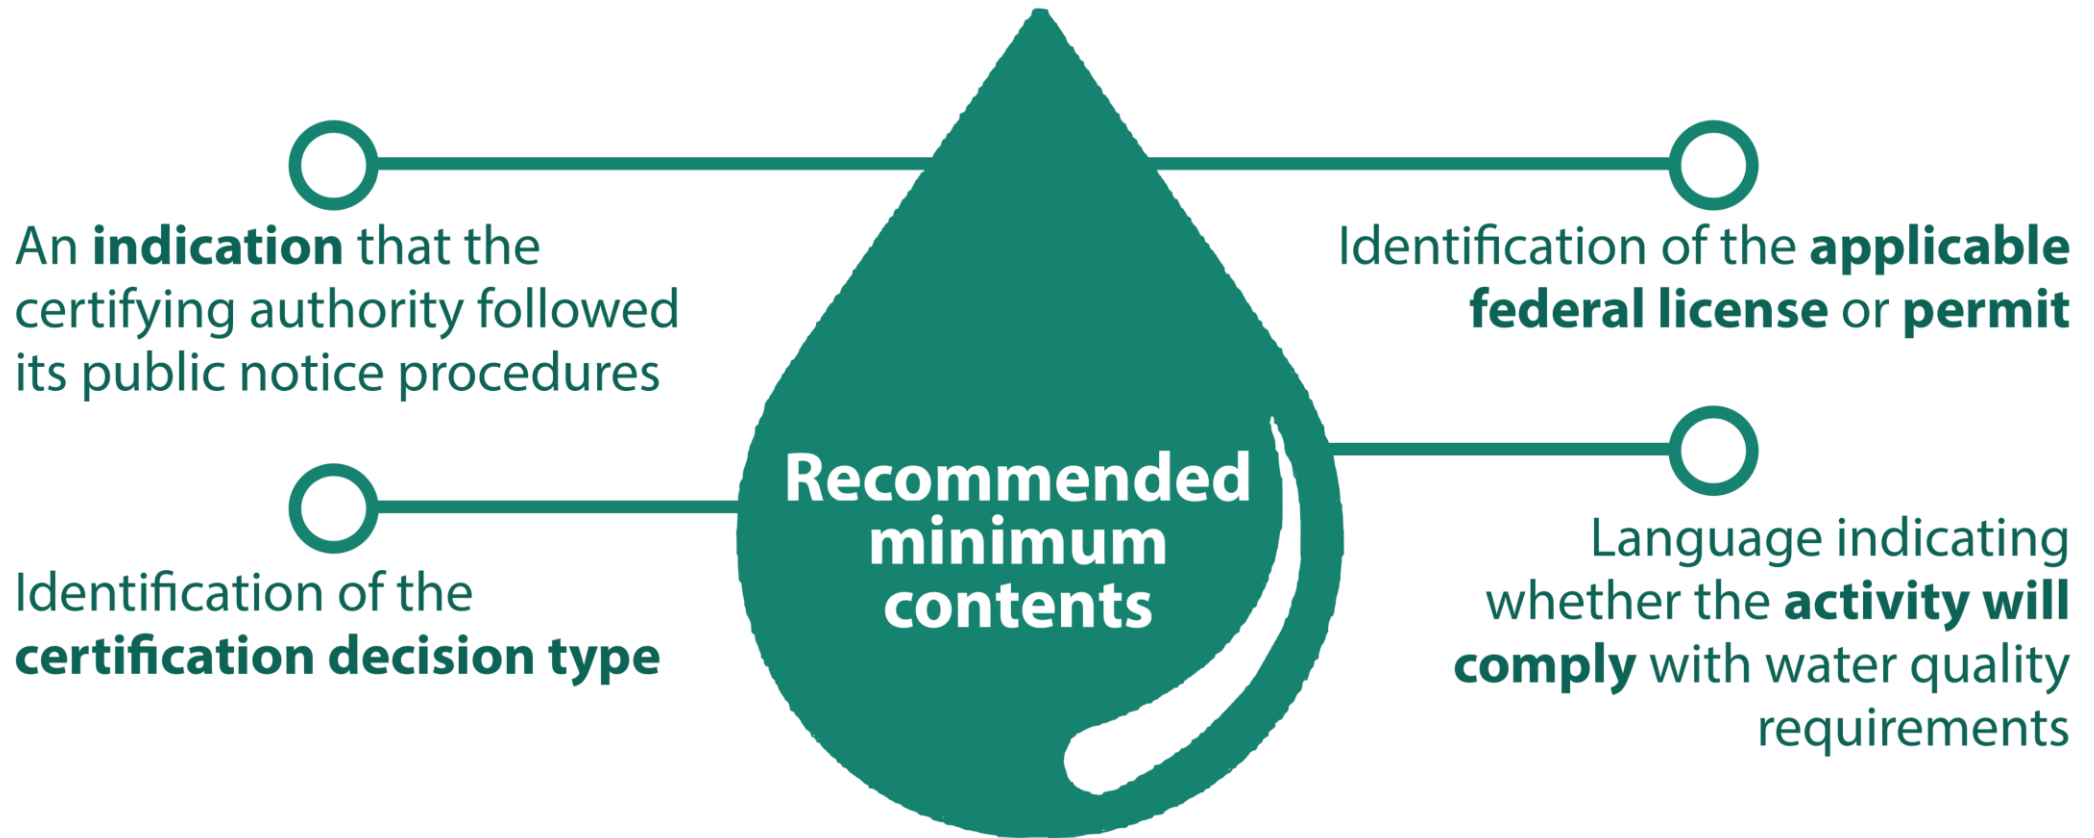 An indication that the
certifying authority followed
its public notice procedures
Identification of the
certification decision type
Recommended
minimum
contents
Identification of the applicable
federal license or permit
Language indicating
whether the activity will
comply with water quality
requirements